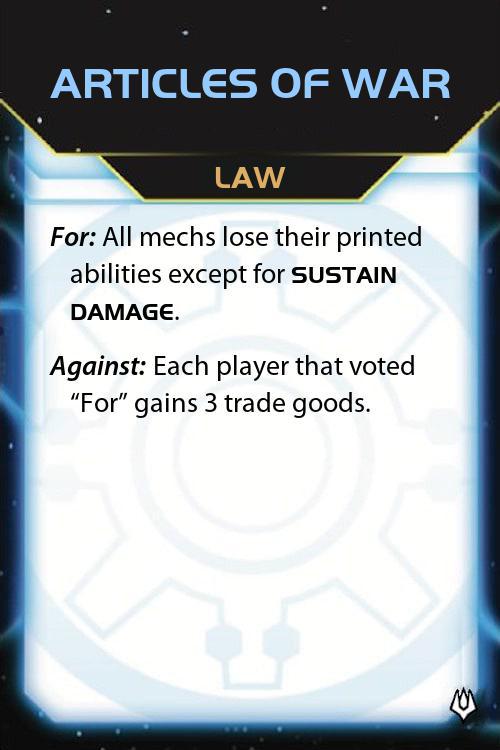 ARTICLES OF WAR
LAW
For: All mechs lose their printed
abilities except for SUSTAIN
DAMAGE.
Against: Each player that voted
“For” gains 3 trade goods.